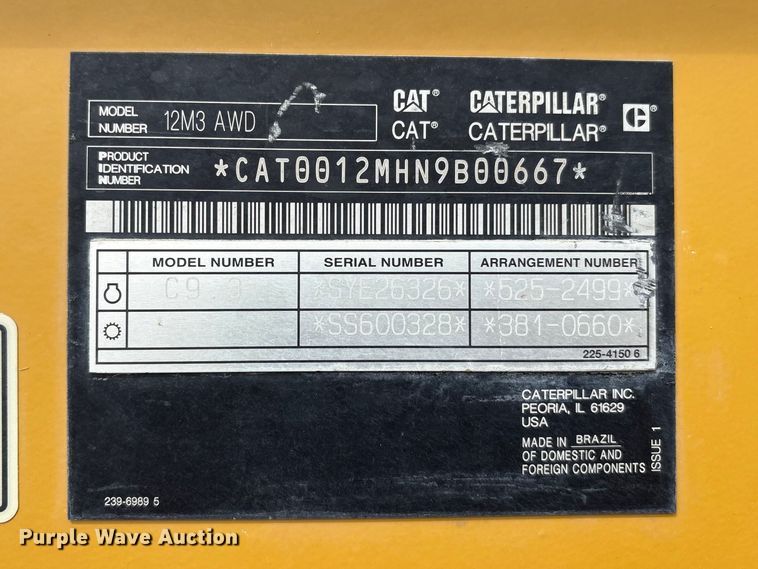 MODEL NUMBER 12M3 AWD
CAT® CATERPILLAR®
CAT® CATERPILLAR® C®
PRODUCT IDENTIFICATION NUMBER *CAT0012MHN9B00667*
MODEL NUMBER SERIAL NUMBER ARRANGEMENT NUMBER
C9 3 *SYE26326* *525-2499*
*SS600328* *381-0660*
225-4150 6
CATERPILLAR INC.
PEORIA, IL 61629
USA
MADE IN BRAZIL
OF DOMESTIC AND
FOREIGN COMPONENTS
ISSUE 1
239-6989 5
Purple Wave Auction